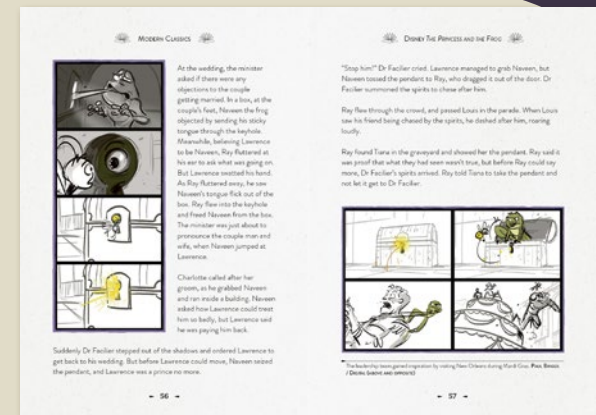 MODERN CLASSICS
At the wedding, the minister
asked if there were any
objections to the couple
getting married. In a box, at the
couple's feet, Naveen the frog
objected by sending his sticky
tongue through the keyhole.
Meanwhile, believing Lawrence
to be Naveen, Ray fluttered at
his ear to ask what was going on.
But Lawrence swatted his hand.
As Ray fluttered away, he saw
Naveen's tongue flick out of the
box. Ray flew into the keyhole
and freed Naveen from the box.
The minister was just about to
pronounce the couple man and
wife, when Naveen jumped at
Lawrence.
Charlotte called after her
groom, as he grabbed Naveen
and ran inside a building. Naveen
asked how Lawrence could treat
him so badly, but Lawrence said
he was paying him back.
Suddenly Dr Facilier stepped out of the shadows and ordered Lawrence to
get back to his wedding. But before Lawrence could move, Naveen seized
the pendant, and Lawrence was a prince no more.
56
DISNEY THE PRINCESS AND THE FROG
"Stop him!" Dr Facilier cried. Lawrence managed to grab Naveen, but
Naveen tossed the pendant to Ray, who dragged it out of the door. Dr
Facilier summoned the spirits to chase after him.
Ray flew through the crowd, and passed Louis in the parade. When Louis
saw his friend being chased by the spirits, he dashed after him, roaring
loudly.
Ray found Tiana in the graveyard and showed her the pendant. Ray said it
was proof that what they had seen wasn't true, but before Ray could say
more, Dr Facilier's spirits arrived. Ray told Tiana to take the pendant and
not let it get to Dr Facilier.
The leadership team gained inspiration by visiting New Orleans during Mardi Gras.
/ DIGITAL (ABOVE AND OPPOSITE)
57